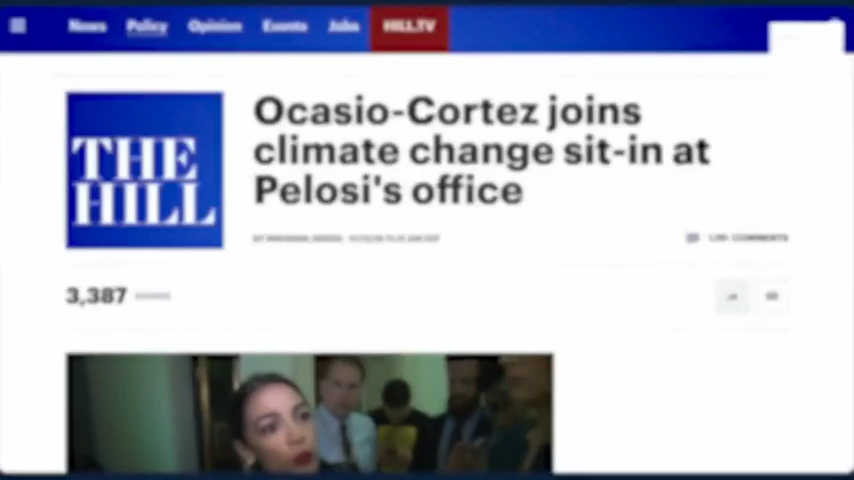 News Policy Opinion Events Jobs HILL.TV
THE
HILL
Ocasio-Cortez joins
climate change sit-in at
Pelosi's office
COMMENTS
3,387